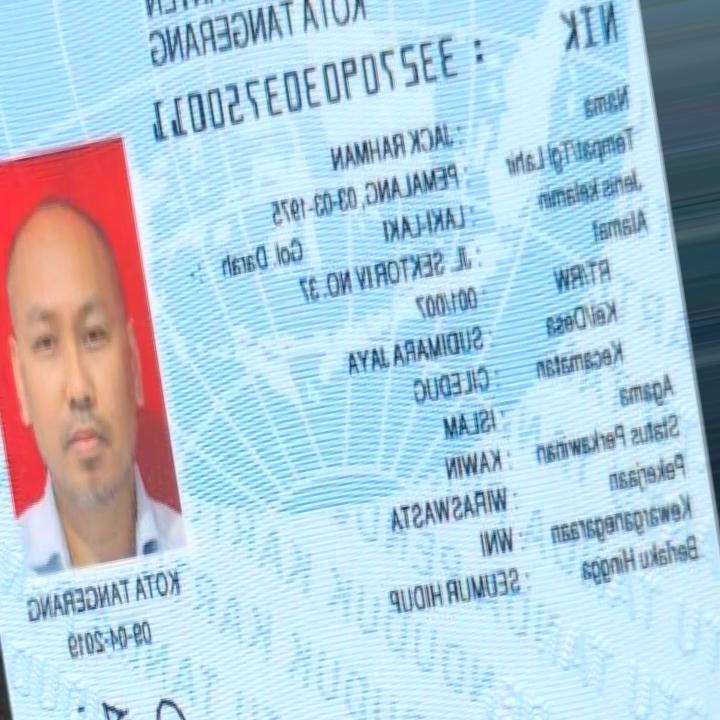 KOTA TANGERANG
NIK : 3327090303750011
Nama : JACK RAHMAN
Tempat/Tgl Lahir : PEMALANG, 03-03-1975
Jenis kelamin : LAKI-LAKI Gol. Darah : -
Alamat : JL. SEKTOR IV NO. 37
RT/RW 001/007
Kel/Desa SUDIMARA JAYA
Kecamatan : CILEDUG
Agama : ISLAM
Status Perkawinan : KAWIN
Pekerjaan : WIRASWASTA
Kewarganegaraan : WNI
Berlaku Hingga : SEUMUR HIDUP
KOTA TANGERANG
09-04-2019